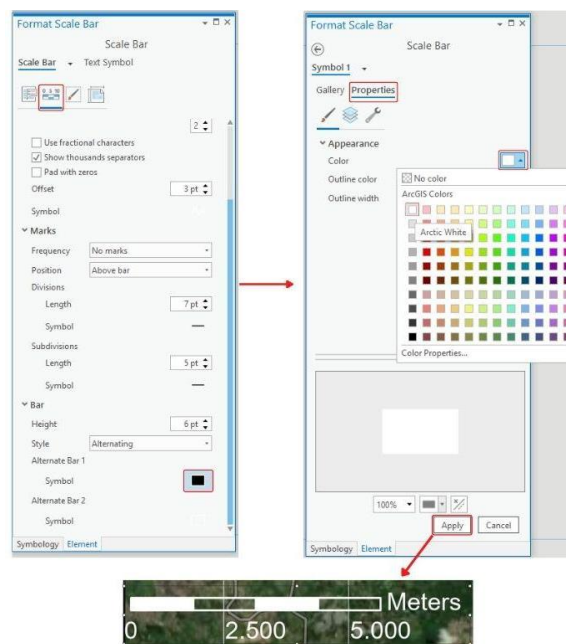 Format Scale Bar
Scale Bar
Scale Bar
Text Symbol
2
Use fractional characters
Show thousands separators
Pad with zeros
Offset
3 pt
Symbol
Marks
Frequency
No marks
Position
Above bar
Divisions
Length
7 pt
Symbol
Subdivisions
Length
5 pt
Symbol
Bar
Height
6 pt
Style
Alternating
Alternate Bar 1
Symbol
Alternate Bar 2
Symbol
Symbology
Element
Format Scale Bar
Scale Bar
Symbol 1
Gallery
Properties
Appearance
Color
Outline color
Outline width
No color
ArcGIS Colors
Arctic White
Color Properties...
100%
Apply
Cancel
Symbology
Element
Meters
0
2.500
5.000